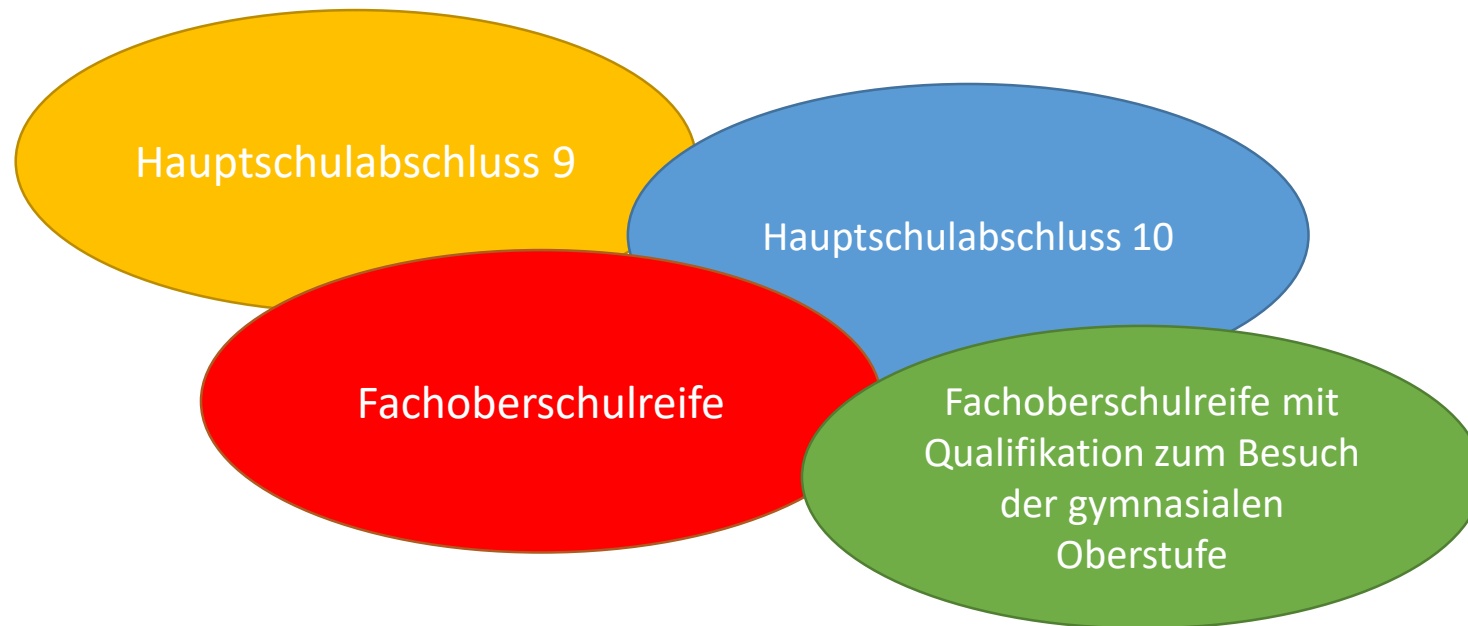 Hauptschulabschluss 9
Hauptschulabschluss 10
Fachoberschulreife
Fachoberschulreife mit
Qualifikation zum Besuch
der gymnasialen
Oberstufe